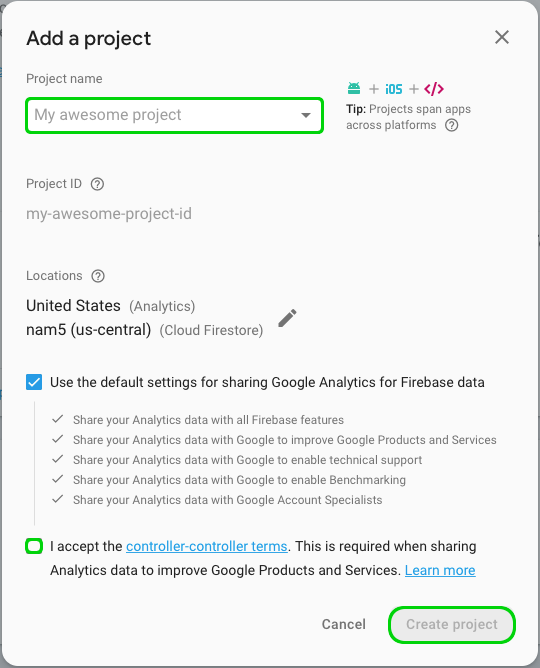 Add a project
Project name
My awesome project
+ iOS + </>
Tip: Projects span apps
across platforms
Project ID
my-awesome-project-id
Locations
United States (Analytics)
nam5 (us-central) (Cloud Firestore)
Use the default settings for sharing Google Analytics for Firebase data
Share your Analytics data with all Firebase features
Share your Analytics data with Google to improve Google Products and Services
Share your Analytics data with Google to enable technical support
Share your Analytics data with Google to enable Benchmarking
Share your Analytics data with Google Account Specialists
I accept the controller-controller terms. This is required when sharing
Analytics data to improve Google Products and Services. Learn more
Cancel Create project